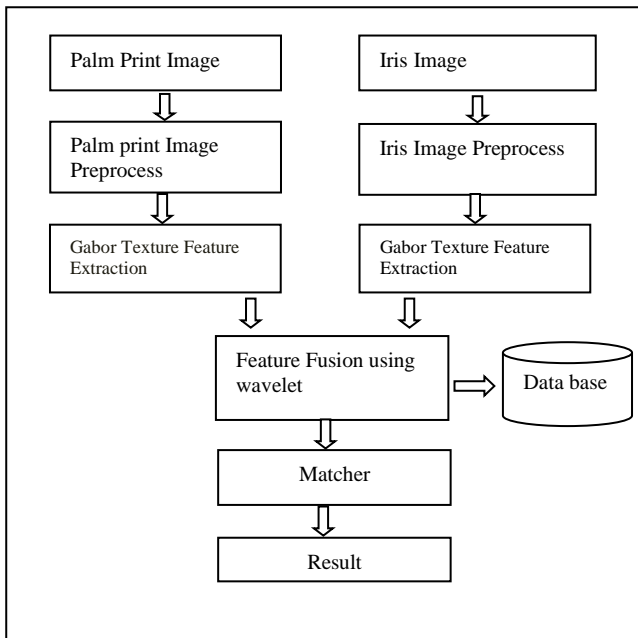 Palm Print Image
Iris Image
Palm print Image
Preprocess
Iris Image Preprocess
Gabor Texture Feature
Extraction
Gabor Texture Feature
Extraction
Feature Fusion using
wavelet
Data base
Matcher
Result